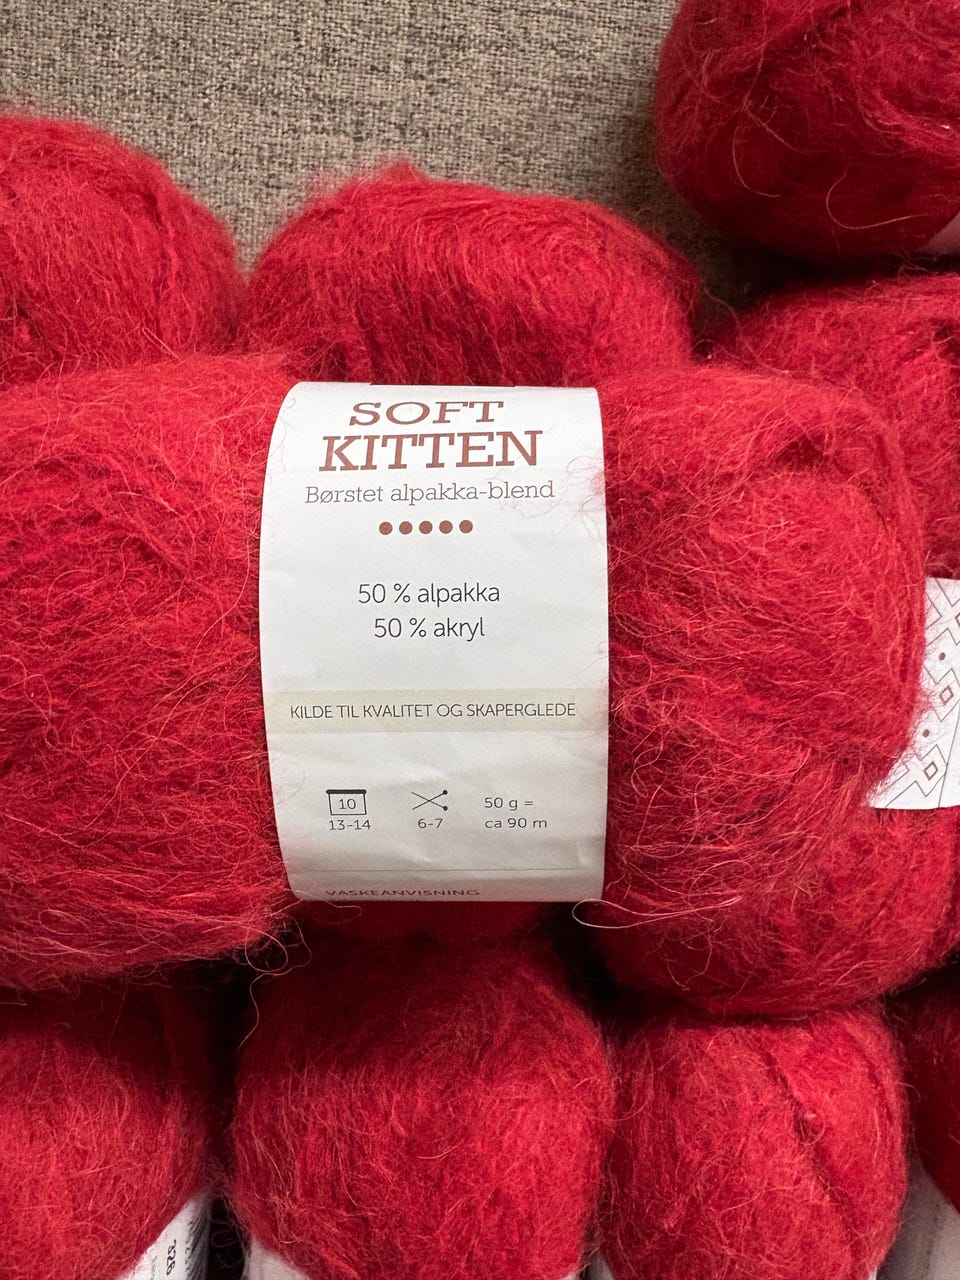 SOFT
KITTEN
Børstet alpakka-blend
50 % alpakka
50 % akryl
KILDE TIL KVALITET OG SKAPERGLEDE
10
13-14
6-7
50 g =
ca 90 m
VASKEANVISNING